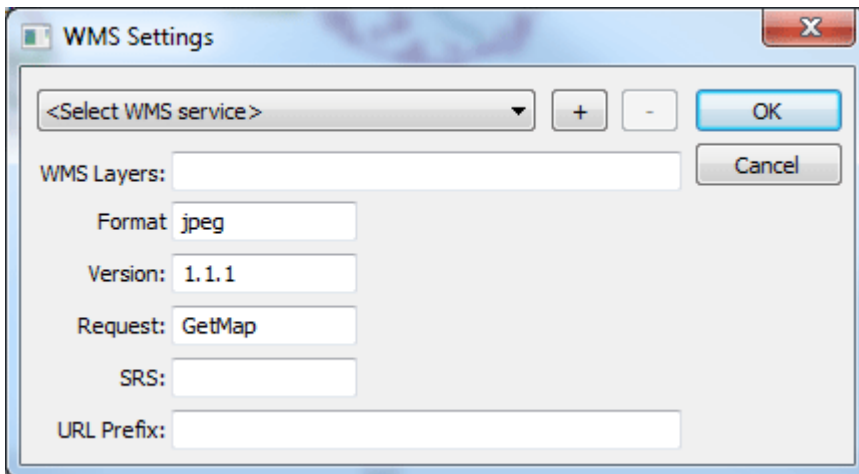 WMS Settings
x
<Select WMS service>
+
-
OK
WMS Layers:
Cancel
Format jpeg
Version: 1.1.1
Request: GetMap
SRS:
URL Prefix: